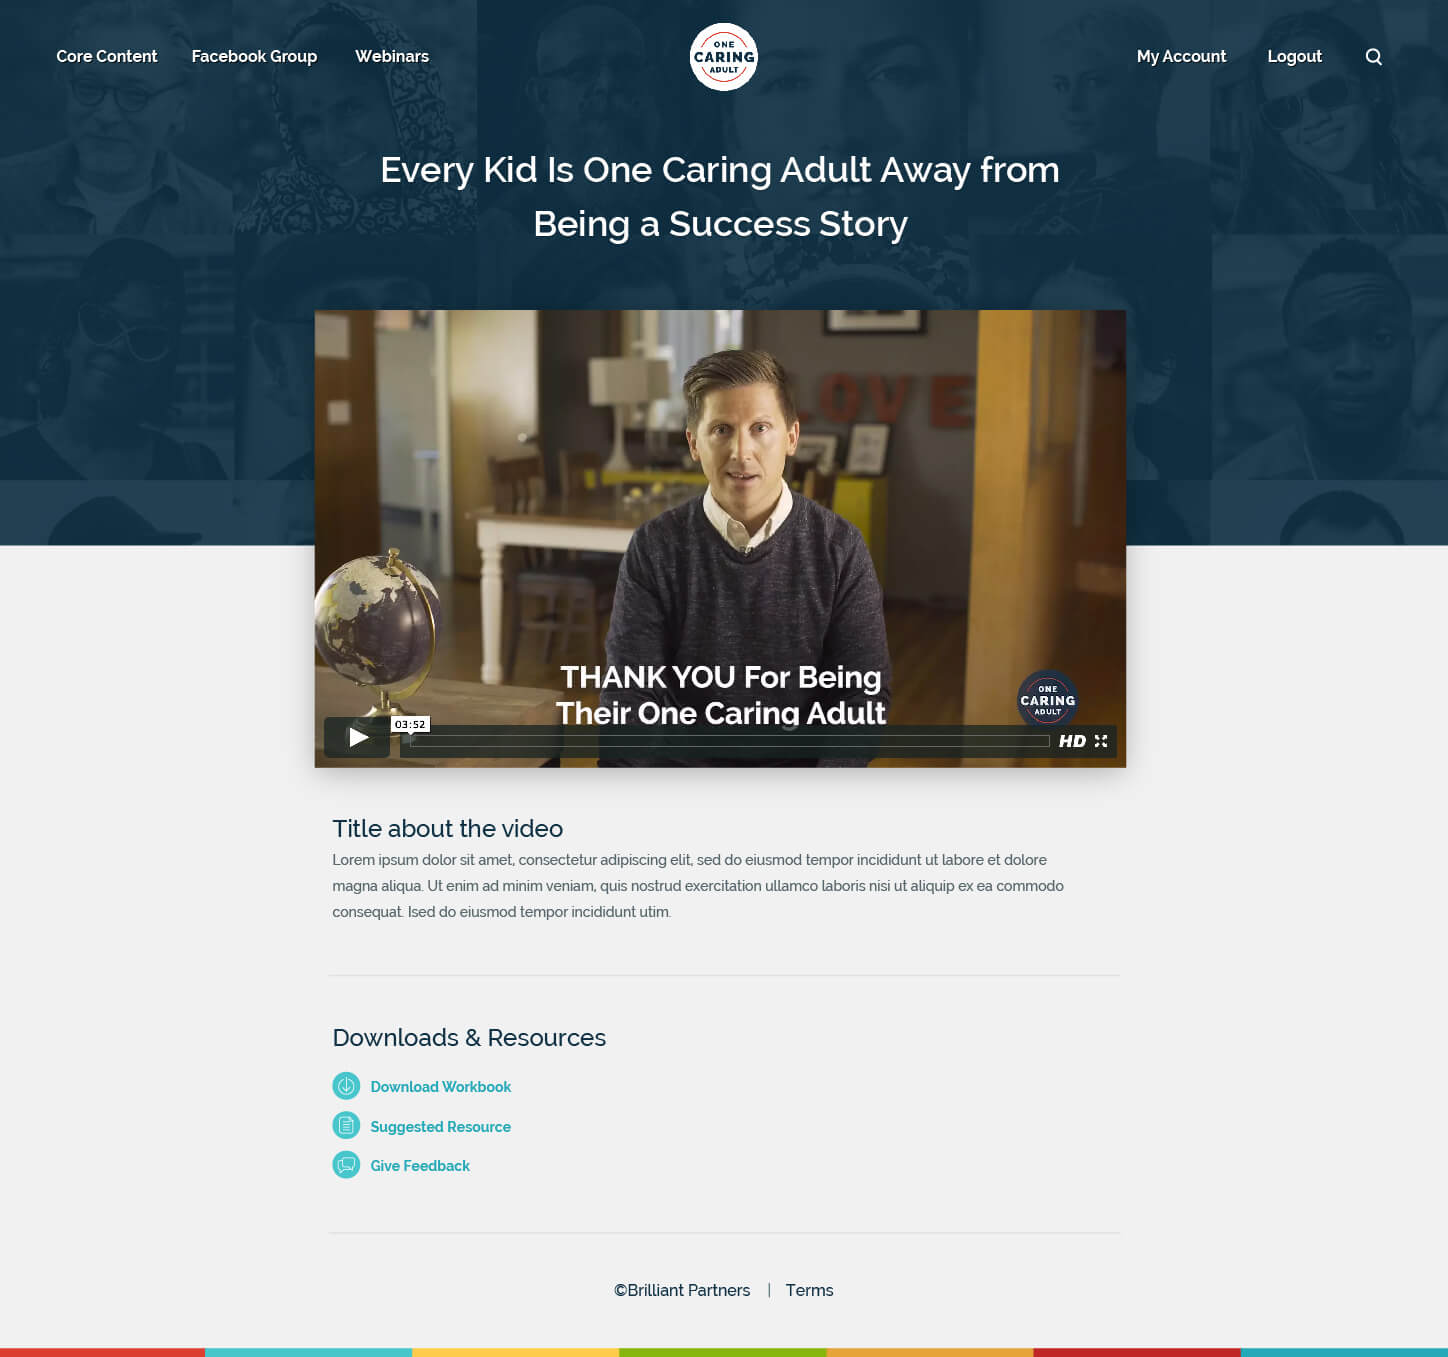 Core Content
Facebook Group
Webinars
ONE
CARING
ADULT
My Account
Logout
Every Kid Is One Caring Adult Away from
Being a Success Story
LOVE
THANK YOU For Being
Their One Caring Adult
ONE
CARING
ADULT
03:52
HD
Title about the video
Lorem ipsum dolor sit amet, consectetur adipiscing elit, sed do eiusmod tempor incididunt ut labore et dolore
magna aliqua. Ut enim ad minim veniam, quis nostrud exercitation ullamco laboris nisi ut aliquip ex ea commodo
consequat. Ised do eiusmod tempor incididunt utim.
Downloads & Resources
Download Workbook
Suggested Resource
Give Feedback
©Brilliant Partners | Terms